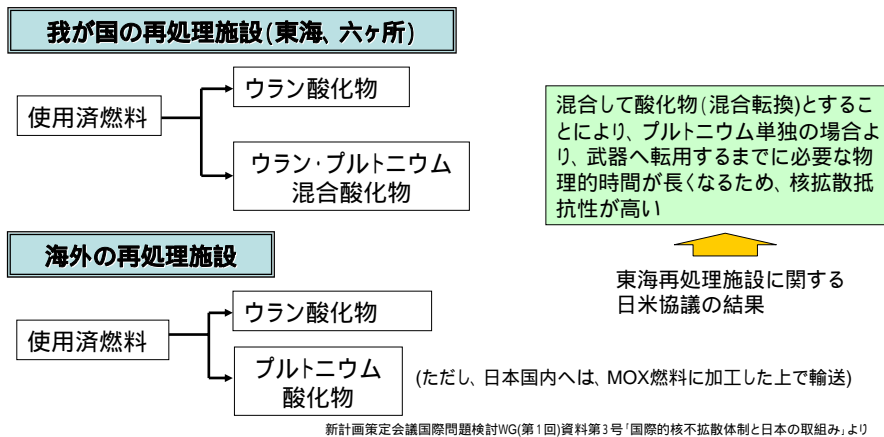 我が国の再処理施設(東海、六ヶ所)
使用済燃料
ウラン酸化物
ウラン・プルトニウム
混合酸化物
混合して酸化物(混合転換)とするこ
とにより、プルトニウム単独の場合よ
り、武器へ転用するまでに必要な物
理的時間が長くなるため、核拡散抵
抗性が高い
東海再処理施設に関する
日米協議の結果
海外の再処理施設
使用済燃料
ウラン酸化物
プルトニウム
酸化物
(ただし、日本国内へは、MOX燃料に加工した上で輸送)
新計画策定会議国際問題検討WG(第1回)資料第3号「国際的核不拡散体制と日本の取組み」より